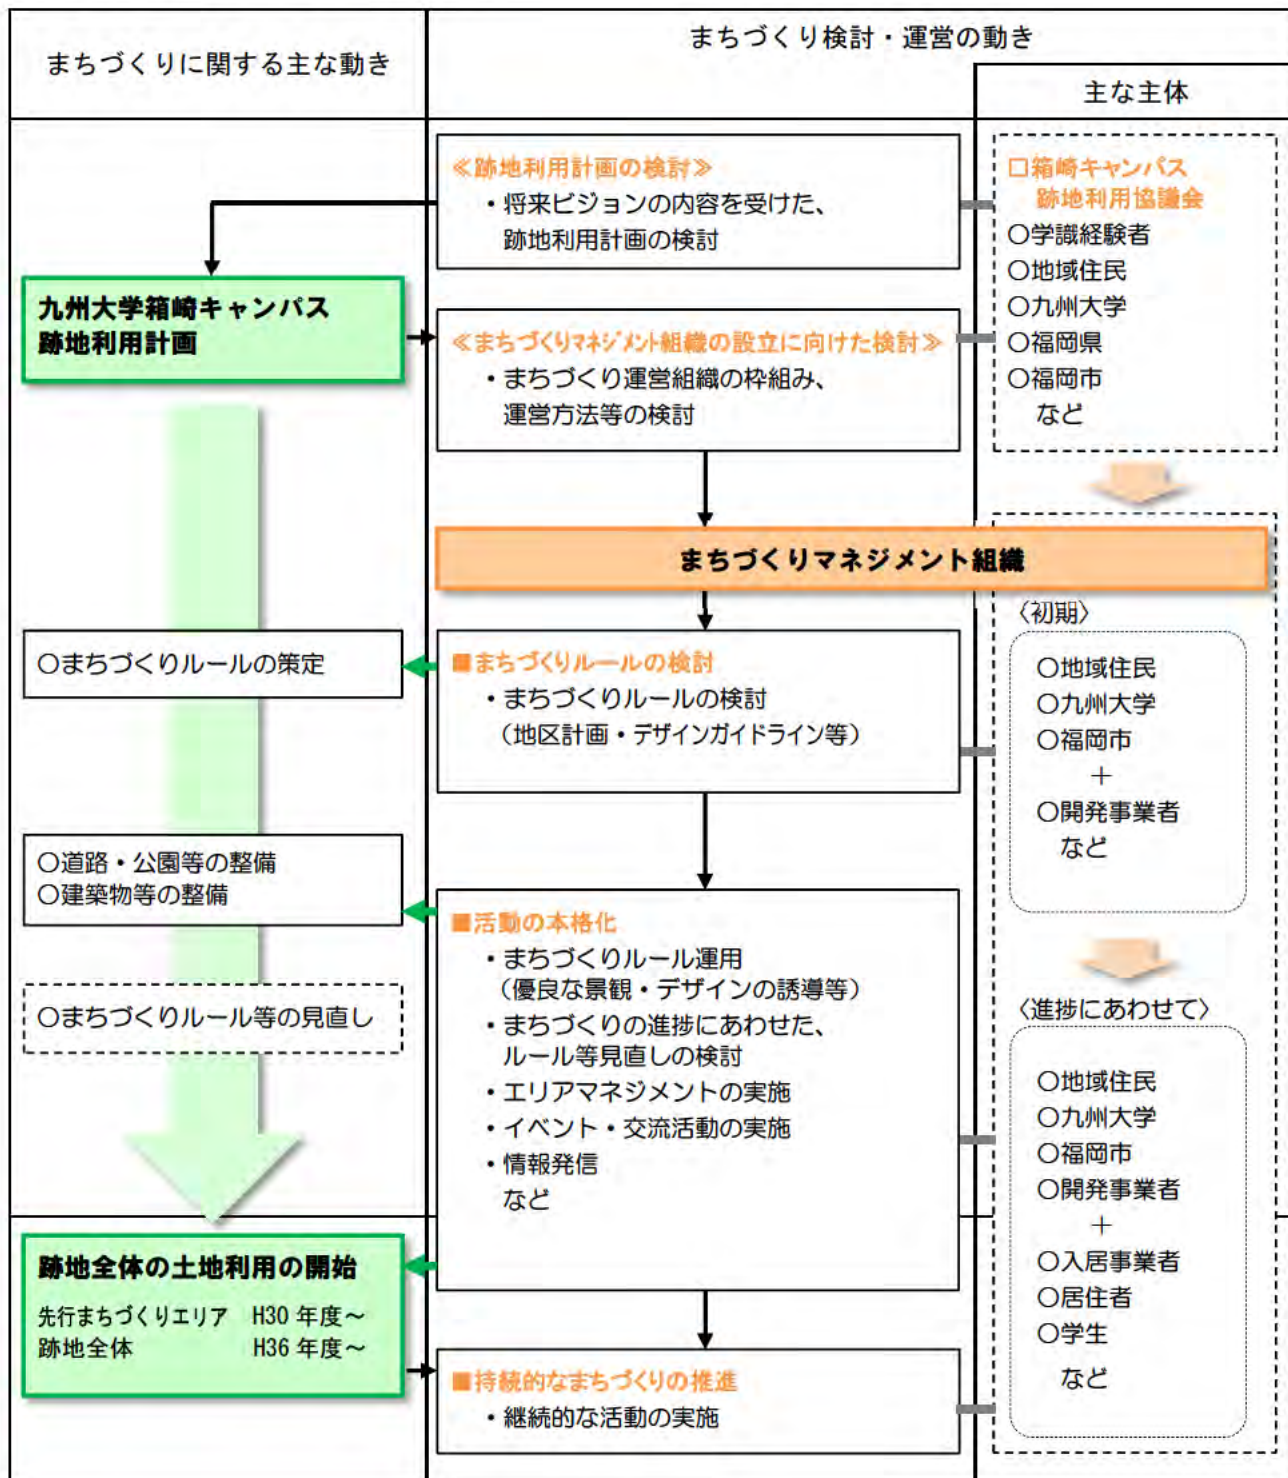 まちづくりに関する主な動き
まちづくり検討・運営の動き
主な主体
≪跡地利用計画の検討≫
・将来ビジョンの内容を受けた、
跡地利用計画の検討
□箱崎キャンパス
跡地利用協議会
○学識経験者
○地域住民
○九州大学
○福岡県
○福岡市
など
九州大学箱崎キャンパス
跡地利用計画
≪まちづくりマネジメント組織の設立に向けた検討≫
・まちづくり運営組織の枠組み、
運営方法等の検討
まちづくりマネジメント組織
〈初期〉
○地域住民
○九州大学
○福岡市
＋
○開発事業者
など
○まちづくりルールの策定
■まちづくりルールの検討
・まちづくりルールの検討
（地区計画・デザインガイドライン等）
○道路・公園等の整備
○建築物等の整備
○まちづくりルール等の見直し
■活動の本格化
・まちづくりルール運用
（優良な景観・デザインの誘導等）
・まちづくりの進捗にあわせた、
ルール等見直しの検討
・エリアマネジメントの実施
・イベント・交流活動の実施
・情報発信
など
〈進捗にあわせて〉
○地域住民
○九州大学
○福岡市
○開発事業者
＋
○入居事業者
○居住者
○学生
など
跡地全体の土地利用の開始
先行まちづくりエリア H30 年度～
跡地全体 H36 年度～
■持続的なまちづくりの推進
・継続的な活動の実施